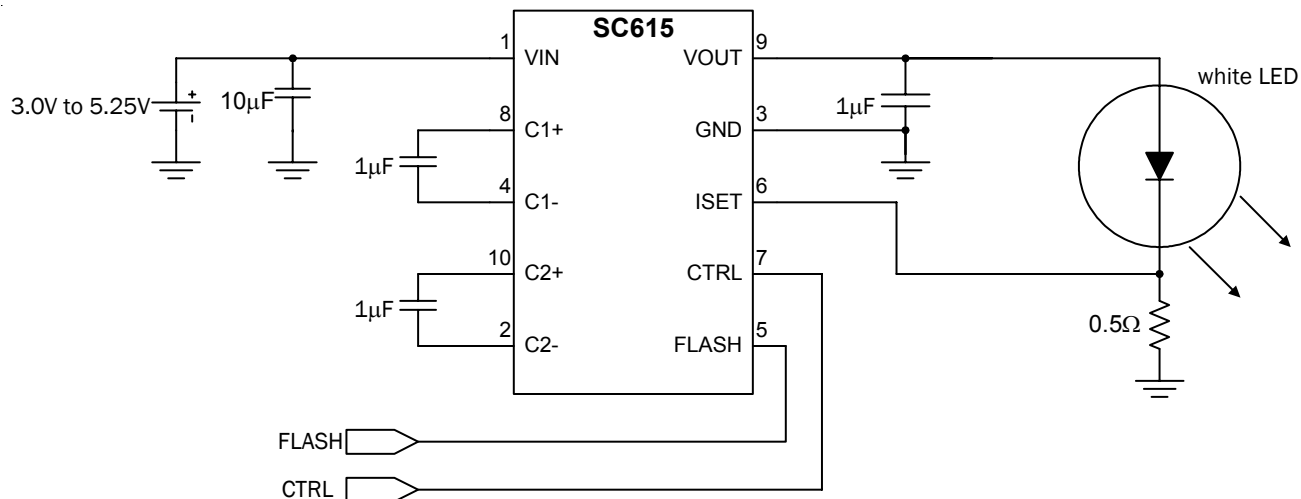 SC615
1 VIN VOUT 9
white LED
3.0V to 5.25V
+
-
10µF
1µF
8 C1+ GND 3
1µF
4 C1- ISET 6
10 C2+ CTRL 7
1µF
0.5Ω
2 C2- FLASH 5
FLASH
CTRL